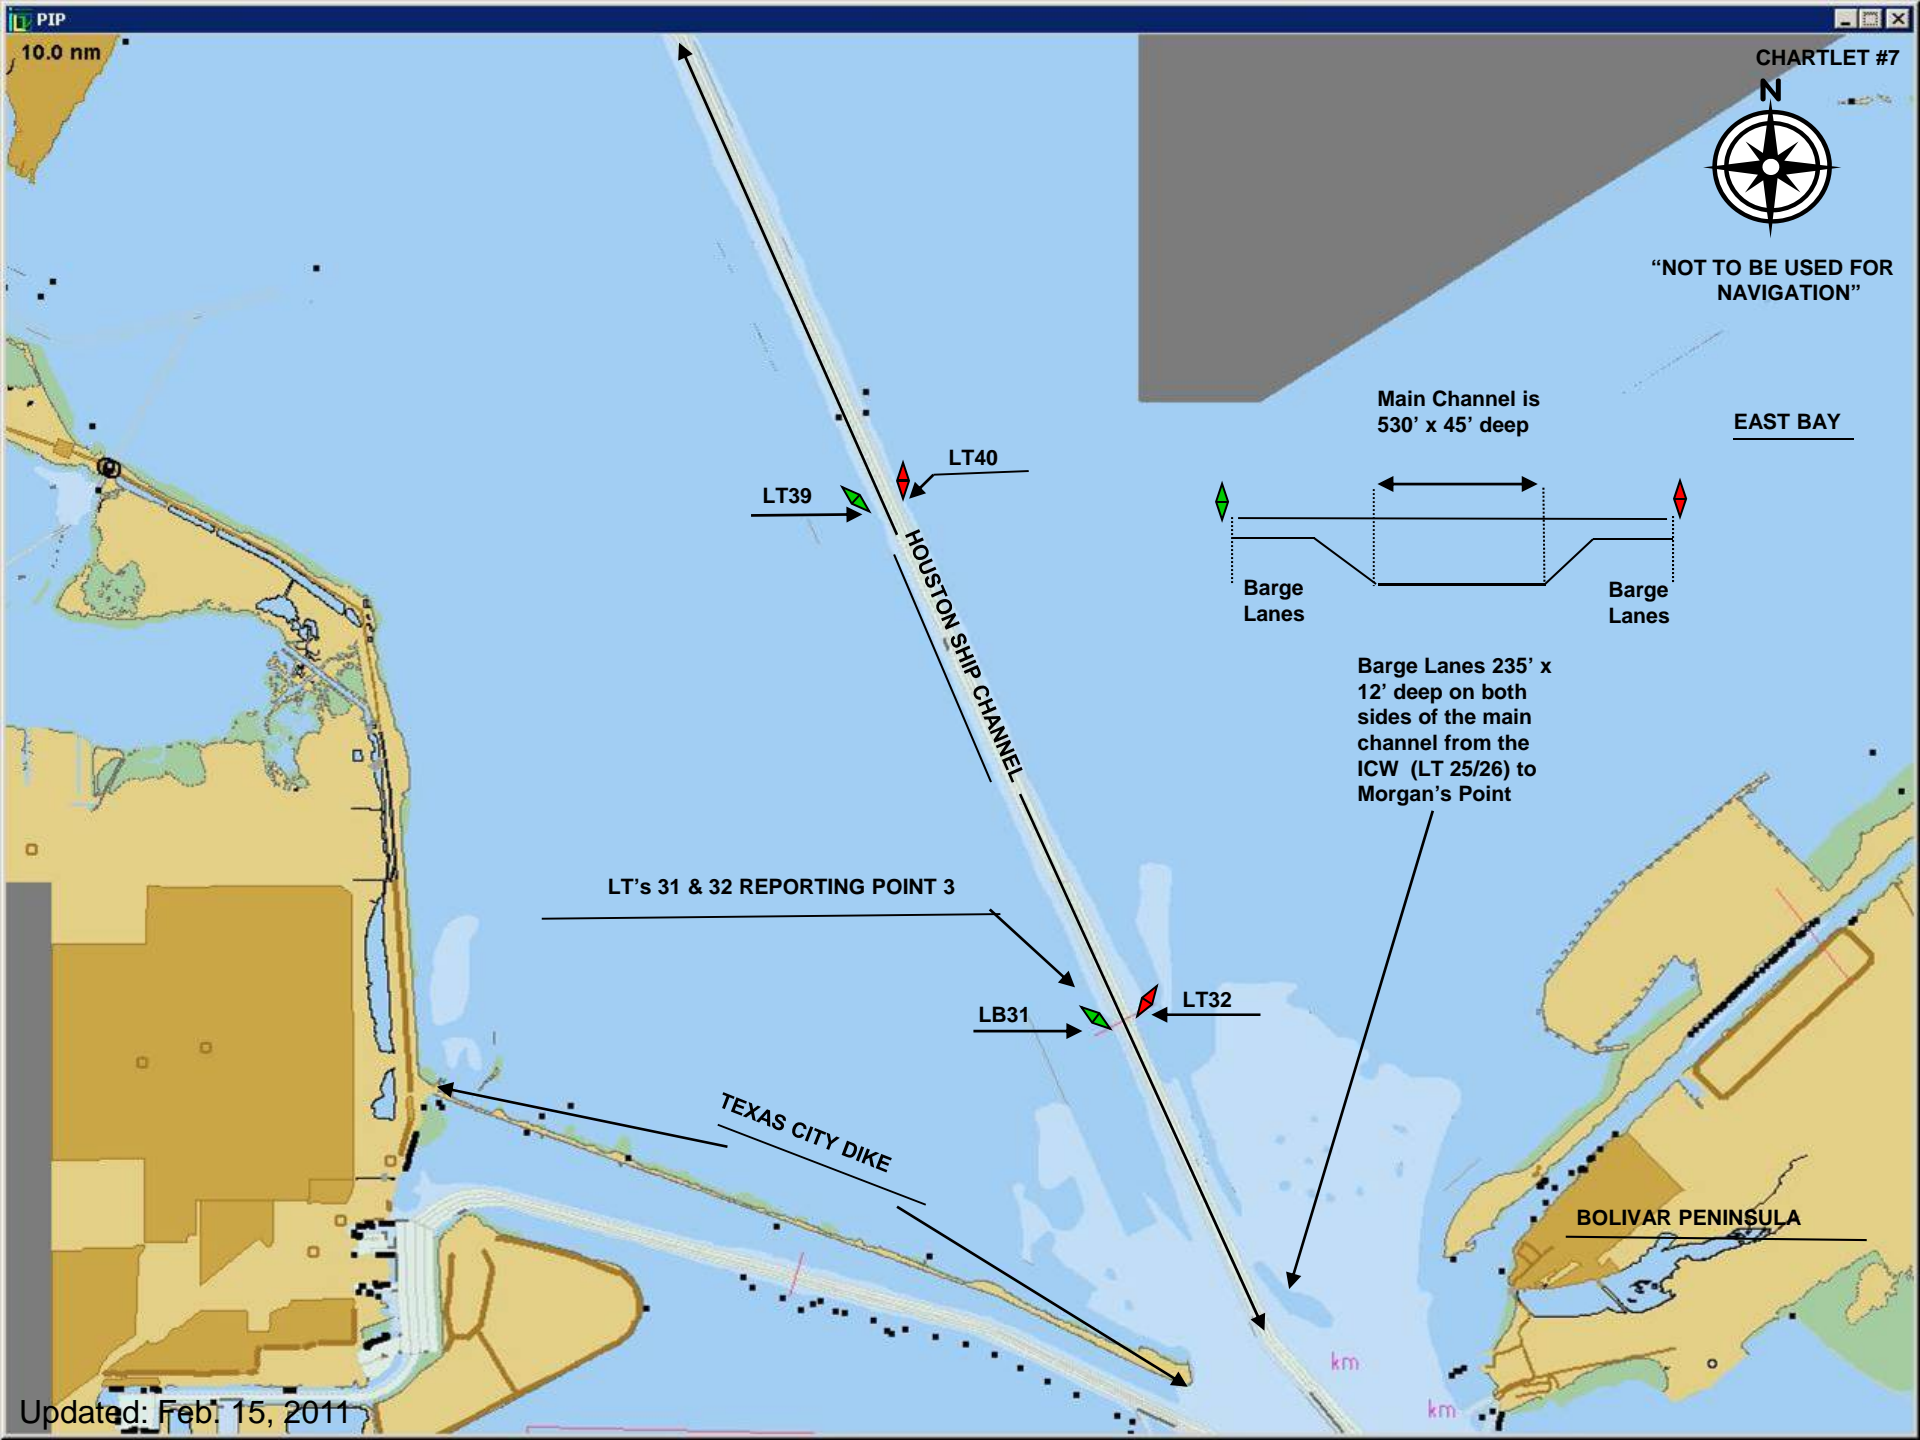 PIP
10.0 nm
CHARTLET #7
N
“NOT TO BE USED FOR
NAVIGATION”
Main Channel is
530’ x 45’ deep
EAST BAY
LT40
LT39
HOUSTON SHIP CHANNEL
Barge
Lanes
Barge
Lanes
Barge Lanes 235’ x
12’ deep on both
sides of the main
channel from the
ICW (LT 25/26) to
Morgan’s Point
LT’s 31 & 32 REPORTING POINT 3
LB31
LT32
TEXAS CITY DIKE
BOLIVAR PENINSULA
km
km
Updated: Feb. 15, 2011